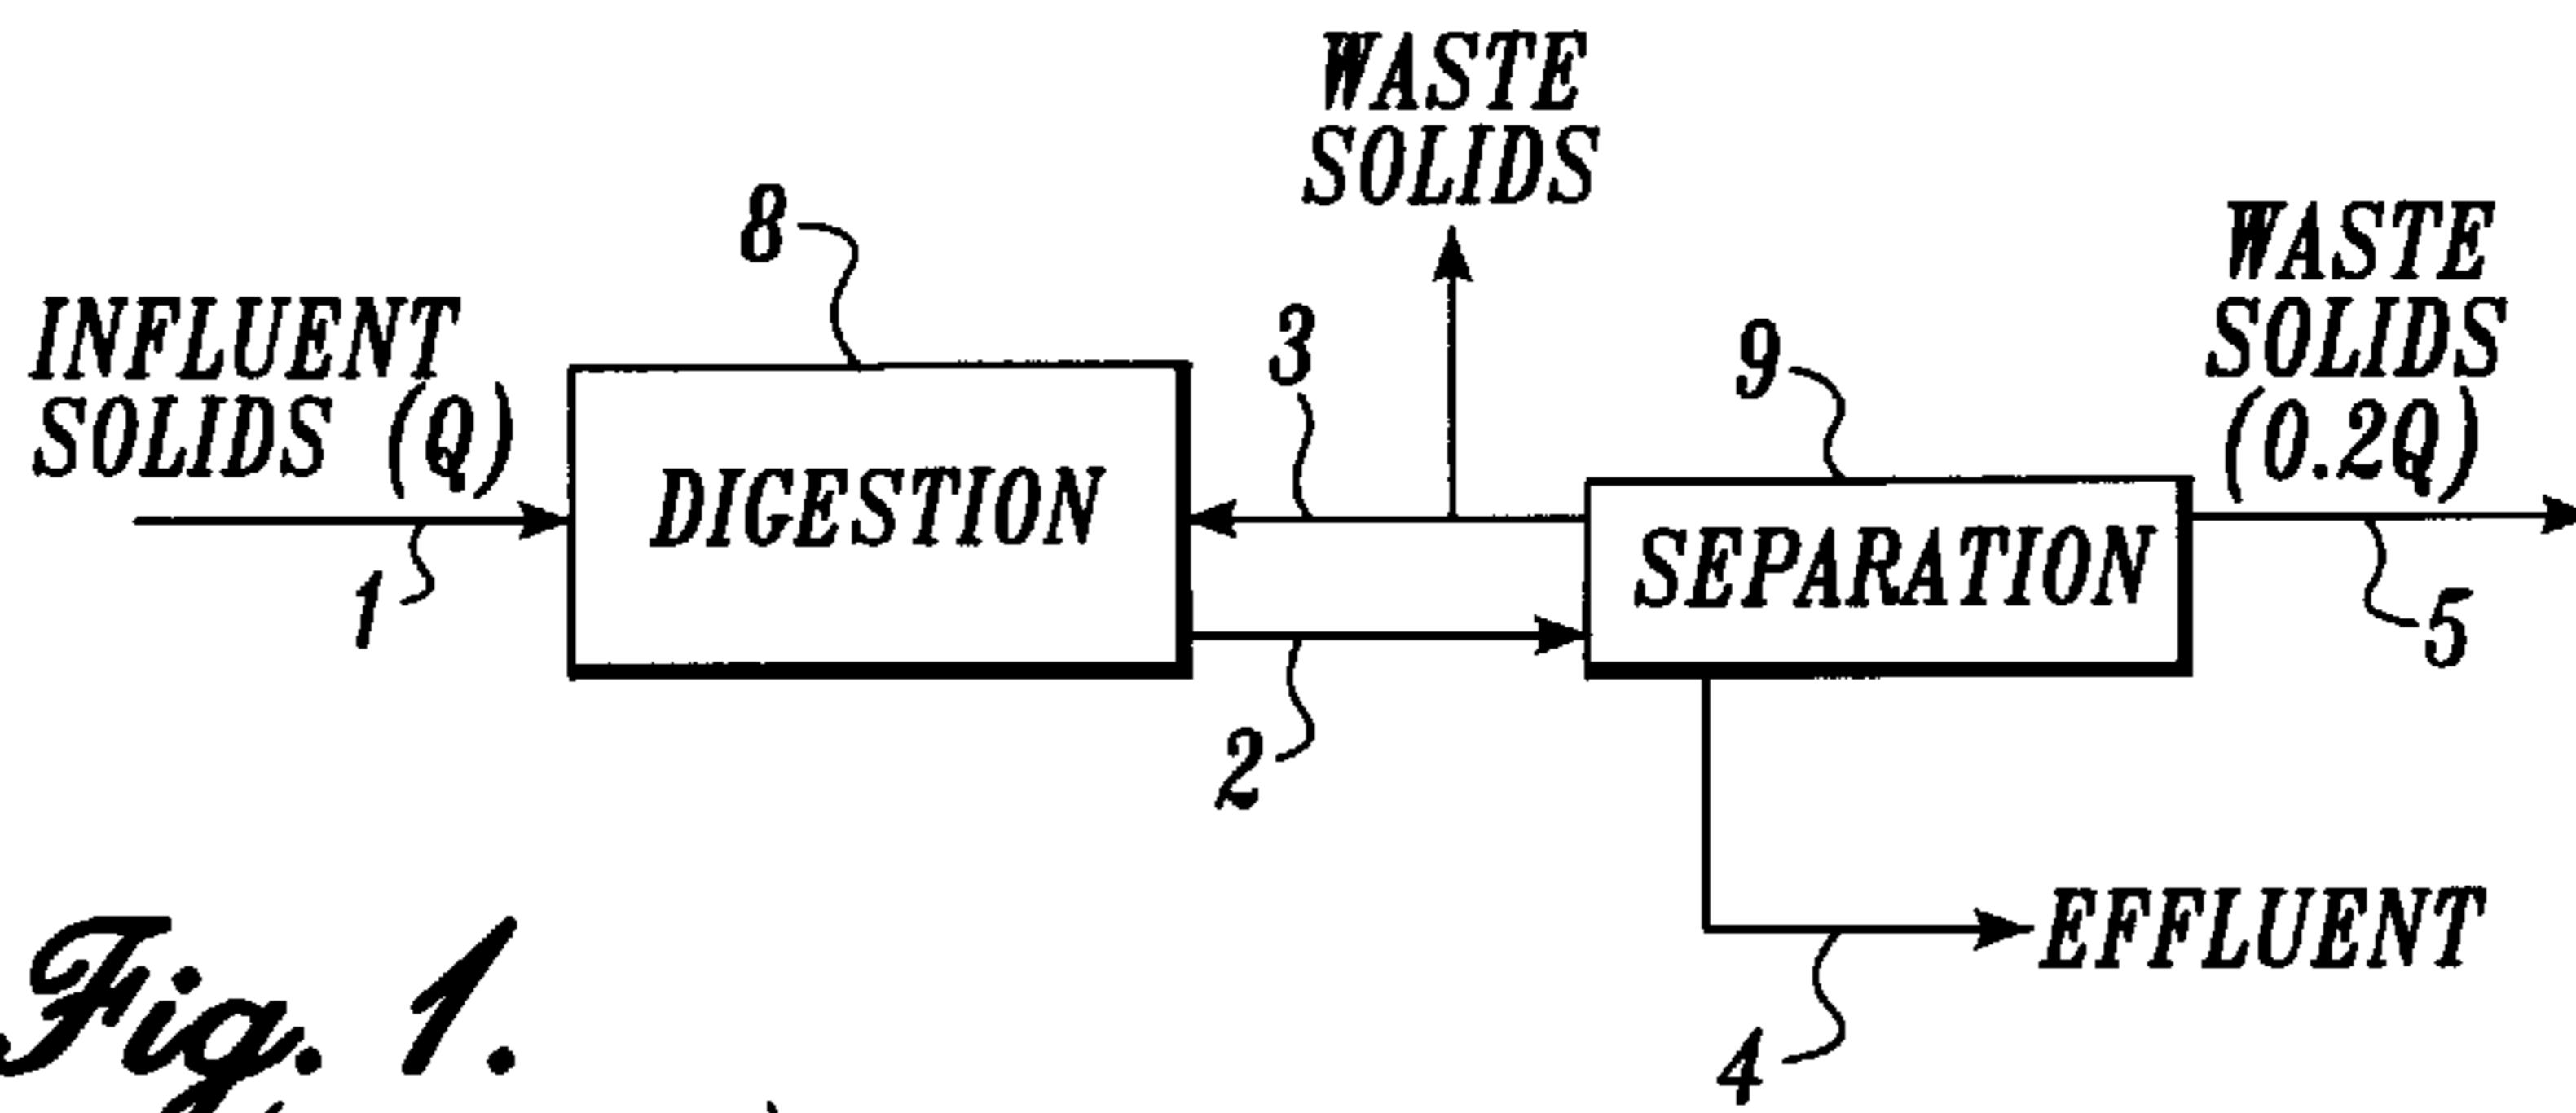 WASTE
SOLIDS
8
WASTE
SOLIDS
(0.2Q)
INFLUENT
SOLIDS (Q)
3
9
DIGESTION
SEPARATION
1
5
2
EFFLUENT
4
Fig. 1.